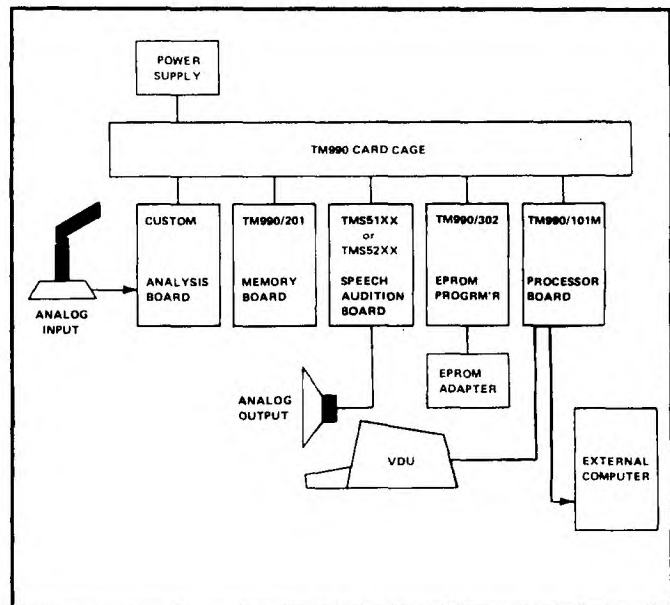 POWER
SUPPLY
TM990 CARD CAGE
CUSTOM
ANALYSIS
BOARD
TM990/201
MEMORY
BOARD
TMS51XX
or
TMS52XX
SPEECH
AUDITION
BOARD
TM990/302
EPROM
PROGRM'R
TM990/101M
PROCESSOR
BOARD
ANALOG
INPUT
EPROM
ADAPTER
ANALOG
OUTPUT
VDU
EXTERNAL
COMPUTER